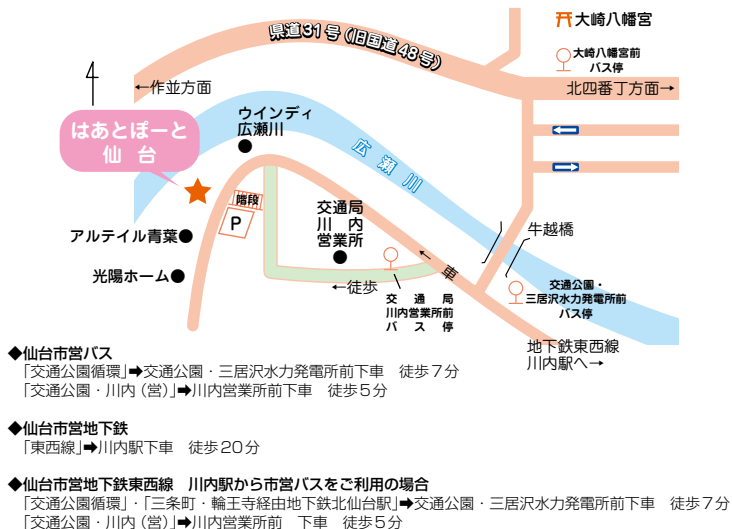 大崎八幡宮
県道31号(旧国道48号)
大崎八幡宮前
バス停
←作並方面
北四番丁方面→
はあとぽーと
仙台
ウインディ
広瀬川
広瀬川
階段
P
交通局
川内
営業所
牛越橋
アルテイル青葉
←車
光陽ホーム
←徒歩
交通局
川内営業所前
バス停
交通公園・
三居沢水力発電所前
バス停
地下鉄東西線
川内駅へ→
◆仙台市営バス
「交通公園循環」➡交通公園・三居沢水力発電所前下車　徒歩7分
「交通公園・川内(営)」➡川内営業所前下車　徒歩5分
◆仙台市営地下鉄
「東西線」➡川内駅下車　徒歩20分
◆仙台市営地下鉄東西線　川内駅から市営バスをご利用の場合
「交通公園循環」・「三条町・輪王寺経由地下鉄北仙台駅」➡交通公園・三居沢水力発電所前下車　徒歩7分
「交通公園・川内(営)」➡川内営業所前　下車　徒歩5分